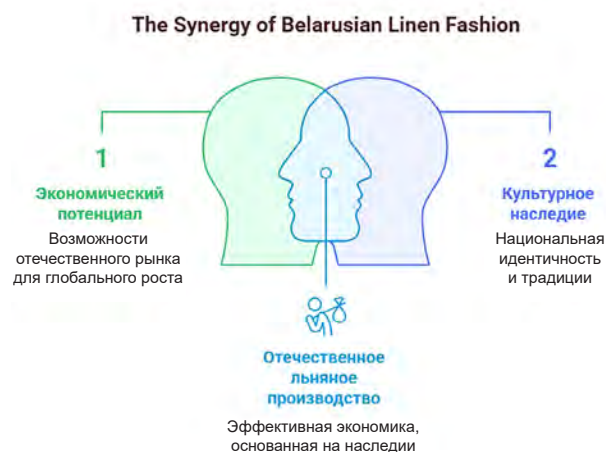 The Synergy of Belarusian Linen Fashion
1
Экономический
потенциал
Возможности
отечественного рынка
для глобального роста
2
Культурное
наследие
Национальная
идентичность
и традиции
Отечественное
льняное
производство
Эффективная экономика,
основанная на наследии